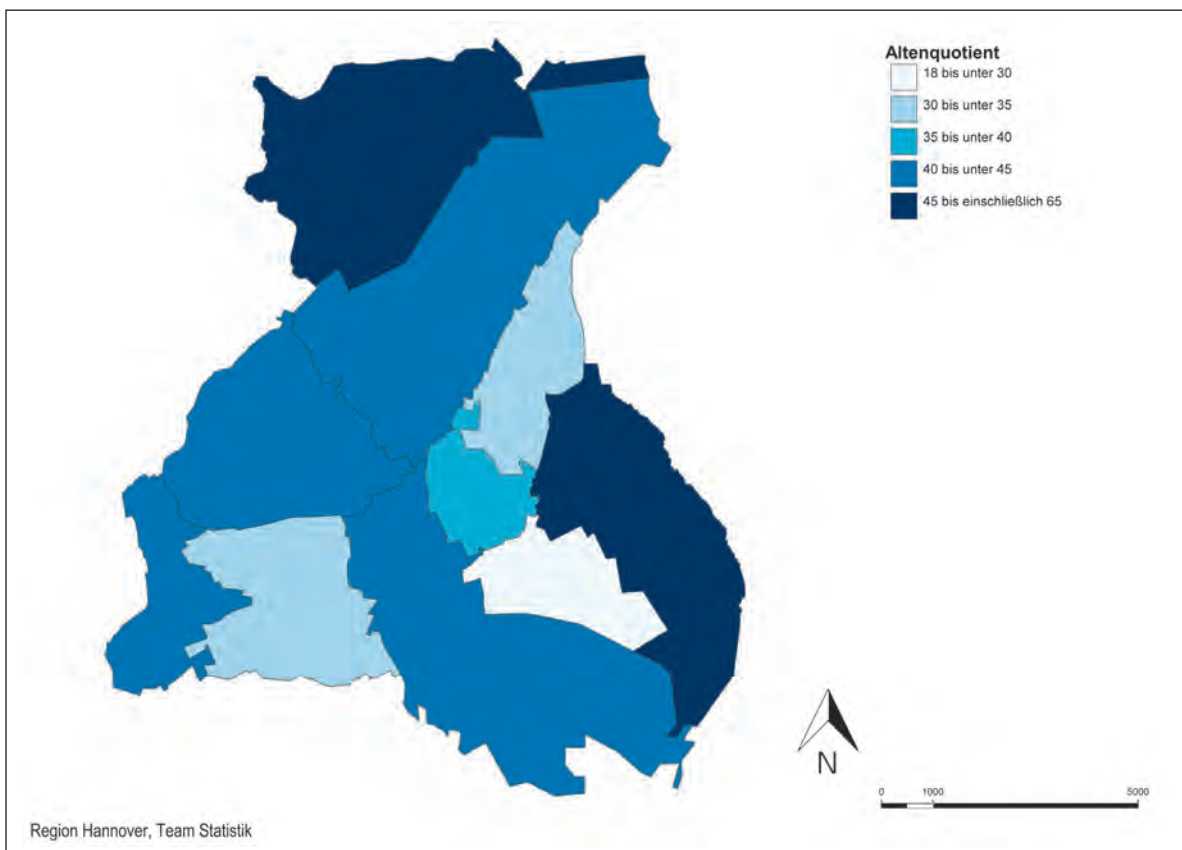 Altenquotient
18 bis unter 30
30 bis unter 35
35 bis unter 40
40 bis unter 45
45 bis einschließlich 65
N
0 1000 5000
Region Hannover, Team Statistik